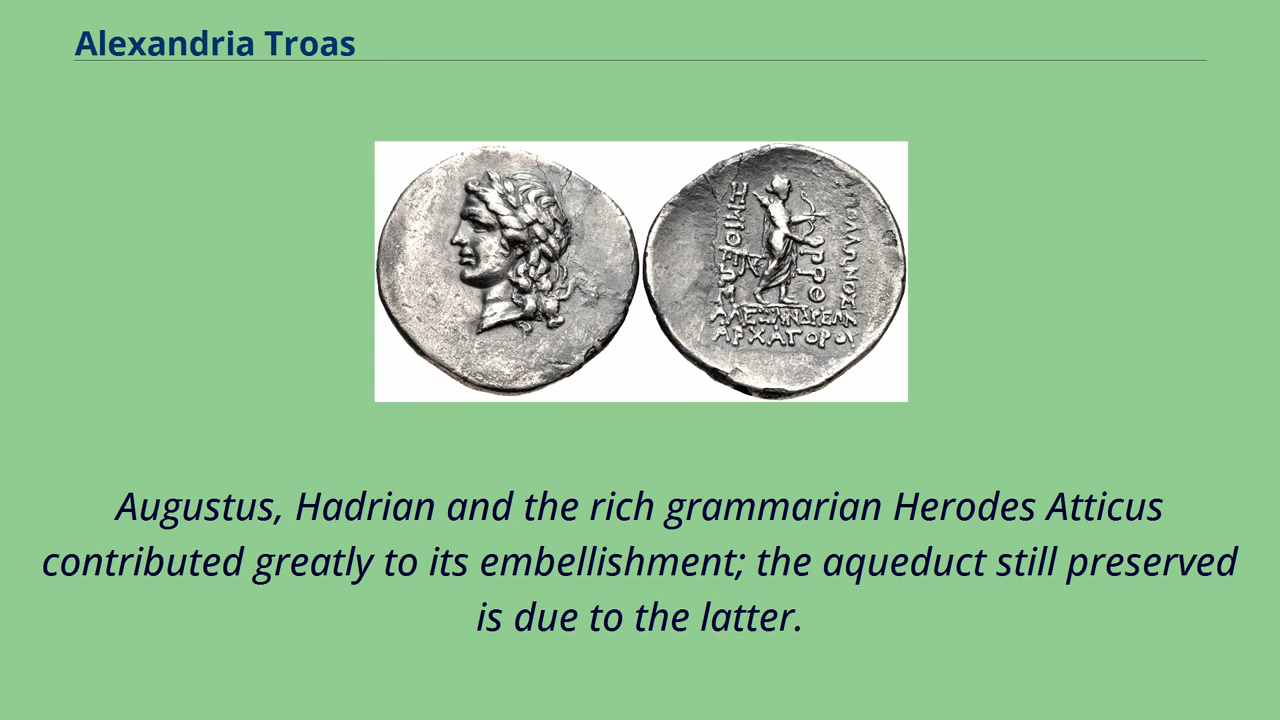 Alexandria Troas
ΑΠΟΛΛΩΝΟΣ
ΑΛΕΞΑΝΔΡΕΩΝ
ΑΡΧΑΓΟΡΟΥ
Augustus, Hadrian and the rich grammarian Herodes Atticus
contributed greatly to its embellishment; the aqueduct still preserved
is due to the latter.